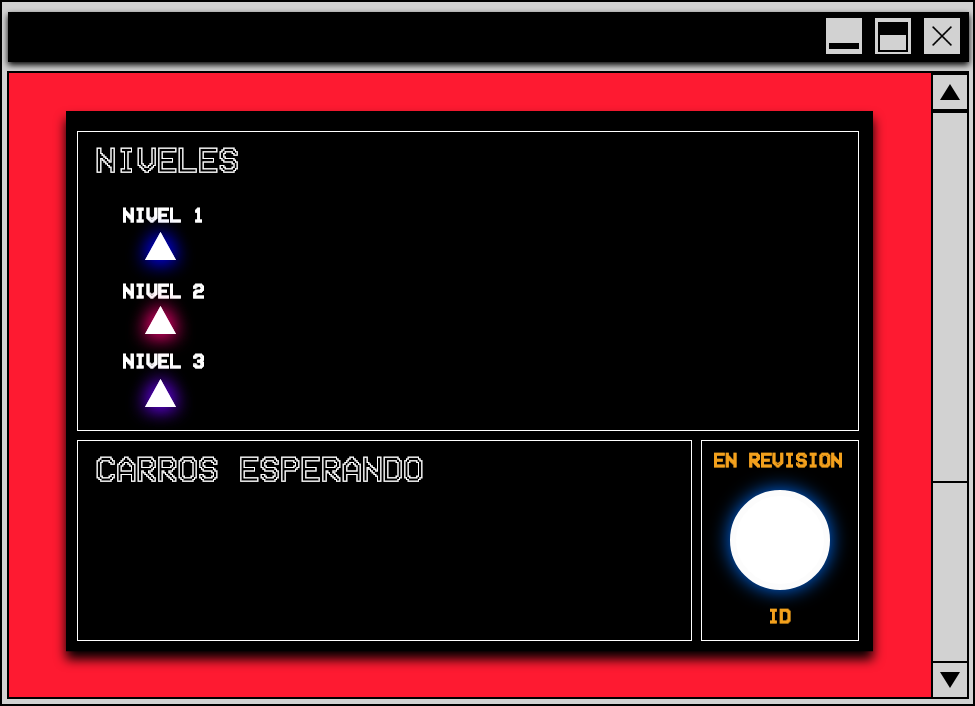 NIVELES
NIVEL 1
NIVEL 2
NIVEL 3
CARROS ESPERANDO
EN REVISION
ID